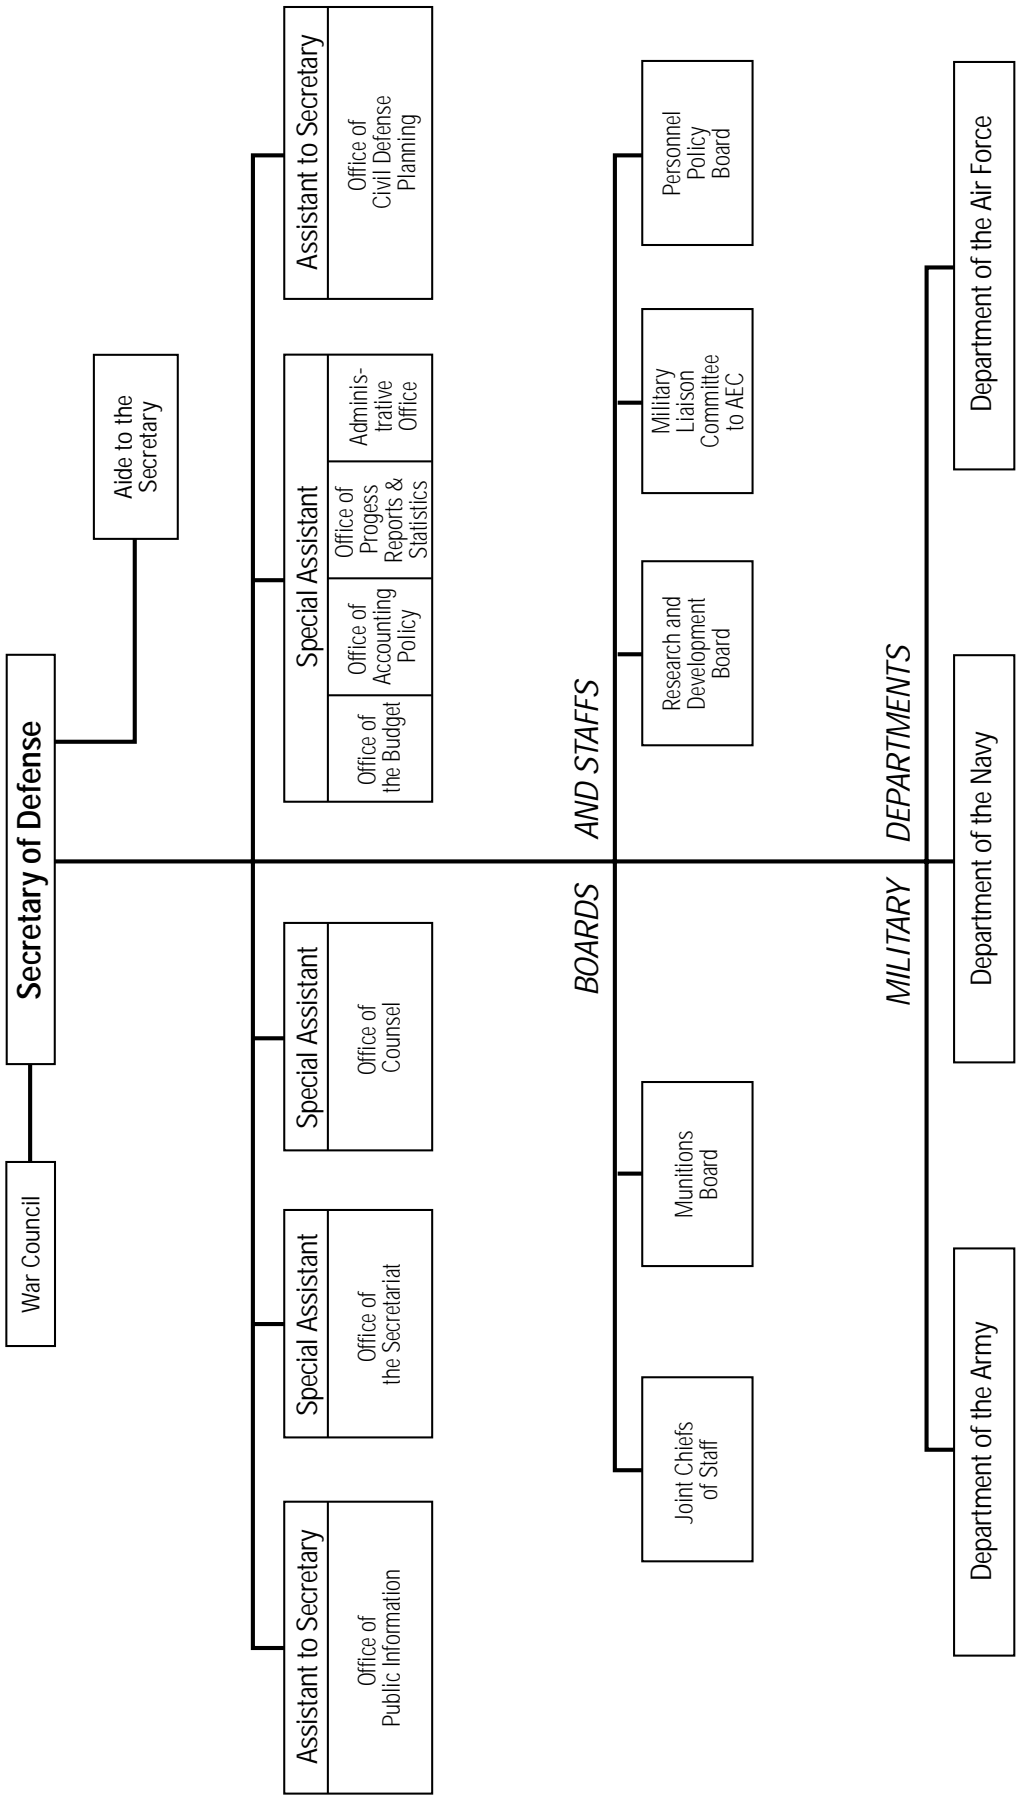 Secretary of Defense
War Council
Aide to the
Secretary
Assistant to Secretary
Office of
Public Information
Special Assistant
Office of
the Secretariat
Special Assistant
Office of
Counsel
Special Assistant
Office of
the Budget
Office of
Accounting
Policy
Office of
Progess
Reports &
Statistics
Adminis-
trative
Office
Assistant to Secretary
Office of
Civil Defense
Planning
BOARDS AND STAFFS
Joint Chiefs
of Staff
Munitions
Board
Research and
Development
Board
Military
Liaison
Committee
to AEC
Personnel
Policy
Board
MILITARY DEPARTMENTS
Department of the Army
Department of the Navy
Department of the Air Force